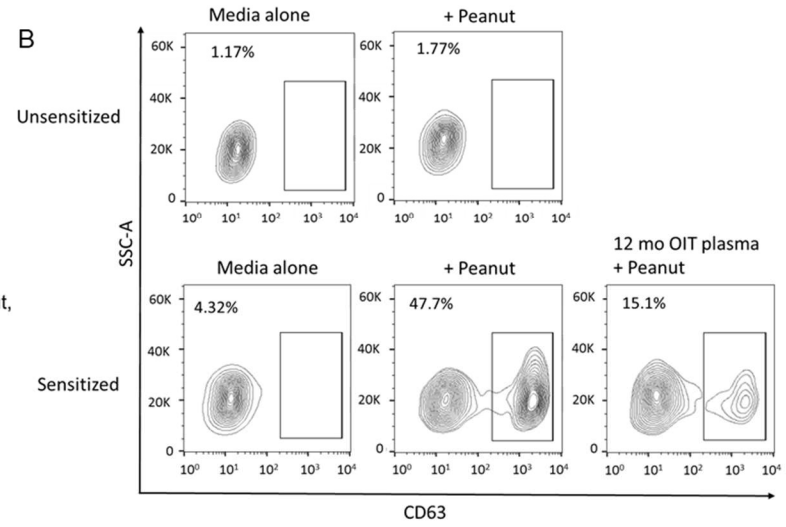 B
Media alone
+ Peanut
60K
1.17%
60K
1.77%
40K
40K
Unsensitized
20K
20K
0
0
10⁰ 10¹ 10² 10³ 10⁴
10⁰ 10¹ 10² 10³ 10⁴
SSC-A
12 mo OIT plasma
Media alone
+ Peanut
+ Peanut
60K
4.32%
60K
47.7%
60K
15.1%
t,
40K
40K
40K
Sensitized
20K
20K
20K
0
0
0
10⁰ 10¹ 10² 10³ 10⁴
10⁰ 10¹ 10² 10³ 10⁴
10⁰ 10¹ 10² 10³ 10⁴
CD63